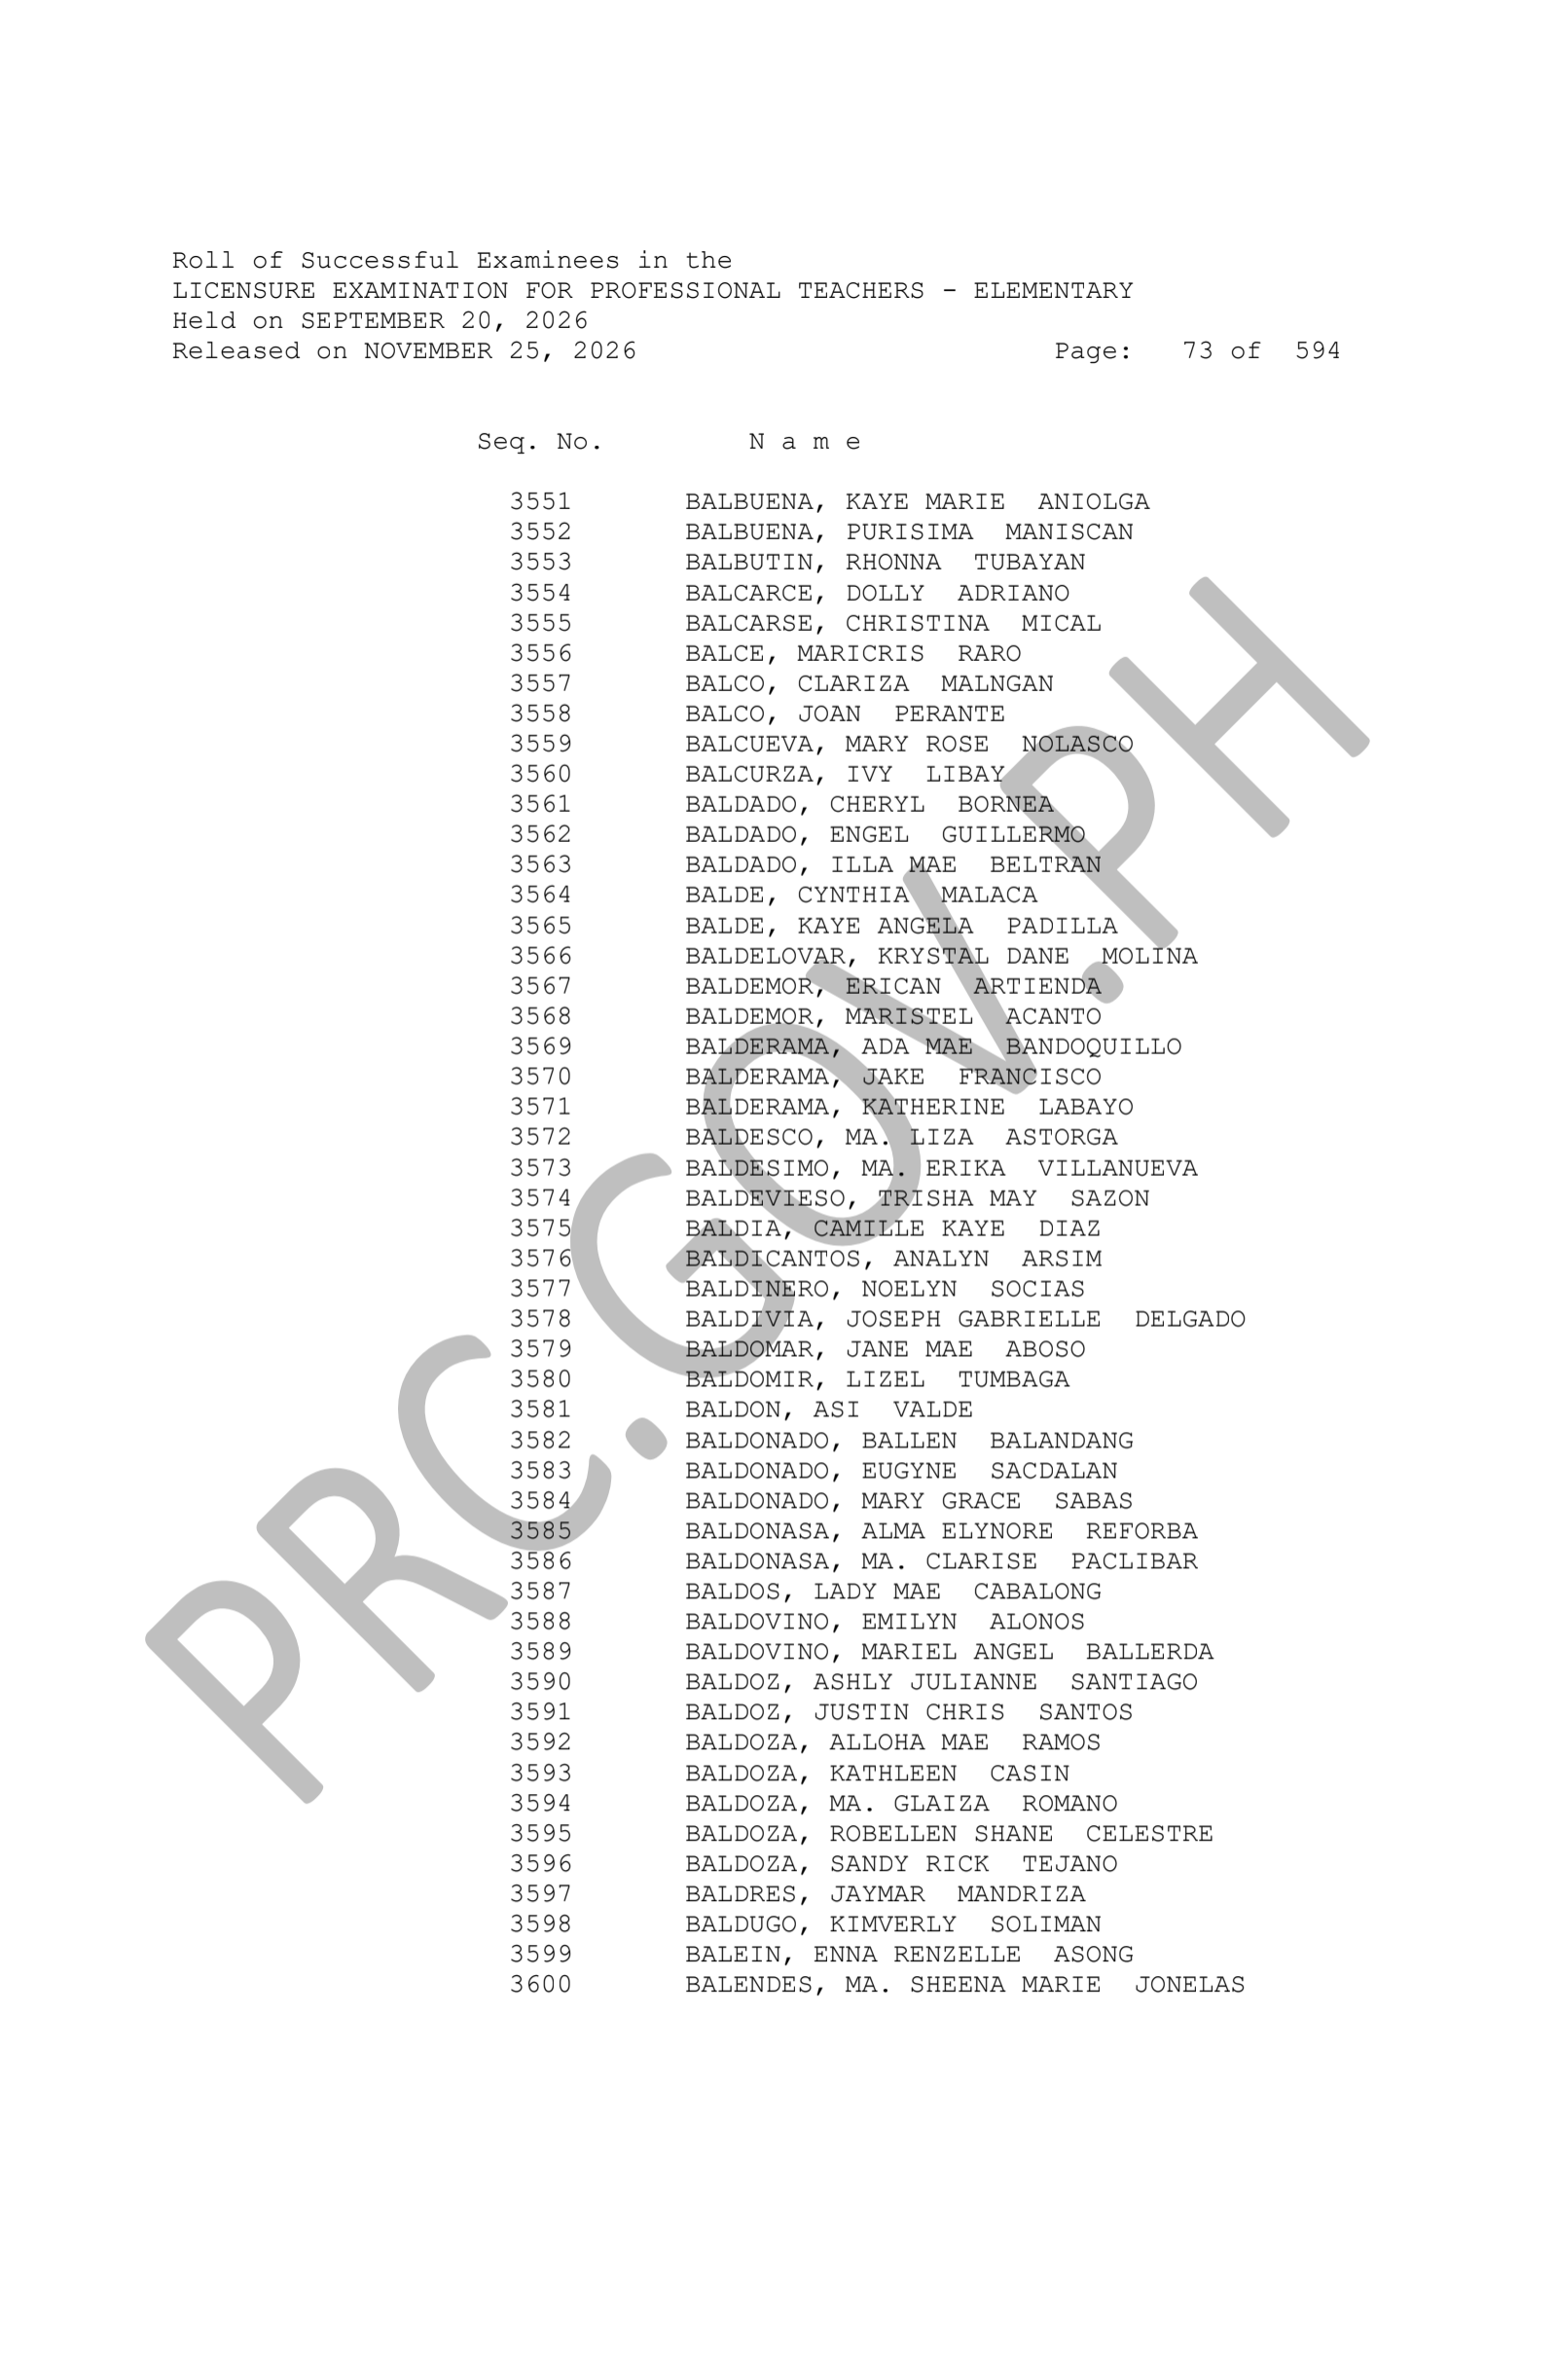 Roll of Successful Examinees in the
LICENSURE EXAMINATION FOR PROFESSIONAL TEACHERS - ELEMENTARY
Held on SEPTEMBER 20, 2026
Released on NOVEMBER 25, 2026 Page: 73 of 594
Seq. No. N a m e
3551 BALBUENA, KAYE MARIE ANIOLGA
3552 BALBUENA, PURISIMA MANISCAN
3553 BALBUTIN, RHONNA TUBAYAN
3554 BALCARCE, DOLLY ADRIANO
3555 BALCARSE, CHRISTINA MICAL
3556 BALCE, MARICRIS RARO
3557 BALCO, CLARIZA MALNGAN
3558 BALCO, JOAN PERANTE
3559 BALCUEVA, MARY ROSE NOLASCO
3560 BALCURZA, IVY LIBAY
3561 BALDADO, CHERYL BORNEA
3562 BALDADO, ENGEL GUILLERMO
3563 BALDADO, ILLA MAE BELTRAN
3564 BALDE, CYNTHIA MALACA
3565 BALDE, KAYE ANGELA PADILLA
3566 BALDELOVAR, KRYSTAL DANE MOLINA
3567 BALDEMOR, ERICAN ARTIENDA
3568 BALDEMOR, MARISTEL ACANTO
3569 BALDERAMA, ADA MAE BANDOQUILLO
3570 BALDERAMA, JAKE FRANCISCO
3571 BALDERAMA, KATHERINE LABAYO
3572 BALDESCO, MA. LIZA ASTORGA
3573 BALDESIMO, MA. ERIKA VILLANUEVA
3574 BALDEVIESO, TRISHA MAY SAZON
3575 BALDIA, CAMILLE KAYE DIAZ
3576 BALDICANTOS, ANALYN ARSIM
3577 BALDINERO, NOELYN SOCIAS
3578 BALDIVIA, JOSEPH GABRIELLE DELGADO
3579 BALDOMAR, JANE MAE ABOSO
3580 BALDOMIR, LIZEL TUMBAGA
3581 BALDON, ASI VALDE
3582 BALDONADO, BALLEN BALANDANG
3583 BALDONADO, EUGYNE SACDALAN
3584 BALDONADO, MARY GRACE SABAS
3585 BALDONASA, ALMA ELYNORE REFORBA
3586 BALDONASA, MA. CLARISE PACLIBAR
3587 BALDOS, LADY MAE CABALONG
3588 BALDOVINO, EMILYN ALONOS
3589 BALDOVINO, MARIEL ANGEL BALLERDA
3590 BALDOZ, ASHLY JULIANNE SANTIAGO
3591 BALDOZ, JUSTIN CHRIS SANTOS
3592 BALDOZA, ALLOHA MAE RAMOS
3593 BALDOZA, KATHLEEN CASIN
3594 BALDOZA, MA. GLAIZA ROMANO
3595 BALDOZA, ROBELLEN SHANE CELESTRE
3596 BALDOZA, SANDY RICK TEJANO
3597 BALDRES, JAYMAR MANDRIZA
3598 BALDUGO, KIMVERLY SOLIMAN
3599 BALEIN, ENNA RENZELLE ASONG
3600 BALENDES, MA. SHEENA MARIE JONELAS
PRC.GOV.PH